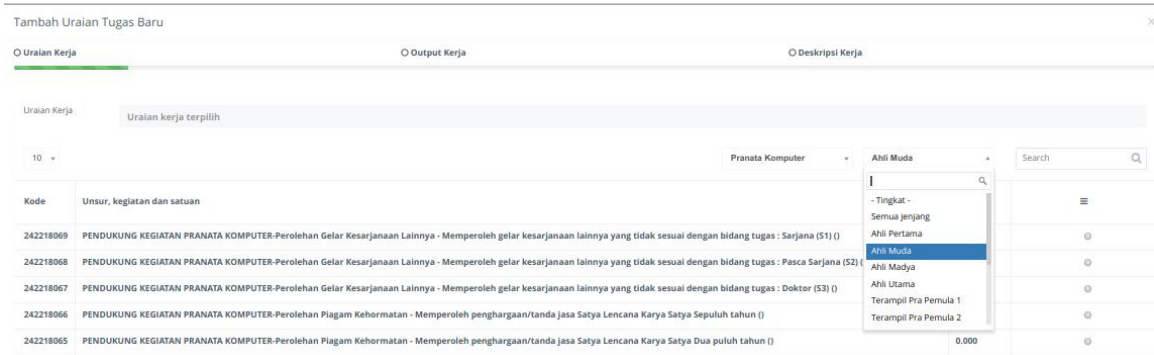 Tambah Uraian Tugas Baru
Uraian Kerja Output Kerja Deskripsi Kerja
Uraian Kerja Uraian kerja terpilih
10 Pranata Komputer Ahli Muda Search
- Tingkat -
Semua jenjang
Ahli Pertama
Ahli Muda
Ahli Madya
Ahli Utama
Terampil Pra Pemula 1
Terampil Pra Pemula 2
Kode Unsur, kegiatan dan satuan
242218069 PENDUKUNG KEGIATAN PRANATA KOMPUTER-Perolehan Gelar Kesarjanaan Lainnya - Memperoleh gelar kesarjanaan lainnya yang tidak sesuai dengan bidang tugas : Sarjana (S1) ()
242218068 PENDUKUNG KEGIATAN PRANATA KOMPUTER-Perolehan Gelar Kesarjanaan Lainnya - Memperoleh gelar kesarjanaan lainnya yang tidak sesuai dengan bidang tugas : Pasca Sarjana (S2) (
242218067 PENDUKUNG KEGIATAN PRANATA KOMPUTER-Perolehan Gelar Kesarjanaan Lainnya - Memperoleh gelar kesarjanaan lainnya yang tidak sesuai dengan bidang tugas : Doktor (S3) ()
242218066 PENDUKUNG KEGIATAN PRANATA KOMPUTER-Perolehan Piagam Kehormatan - Memperoleh penghargaan/tanda jasa Satya Lencana Karya Satya Sepuluh tahun ()
242218065 PENDUKUNG KEGIATAN PRANATA KOMPUTER-Perolehan Piagam Kehormatan - Memperoleh penghargaan/tanda jasa Satya Lencana Karya Satya Dua puluh tahun () 0.000